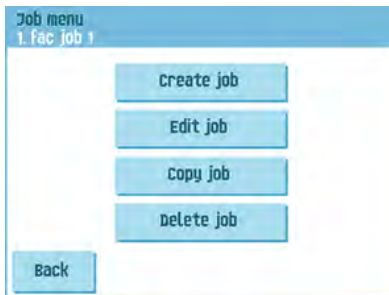 Job menu
1. Fac job 1
Create job
Edit job
Copy job
Delete job
Back